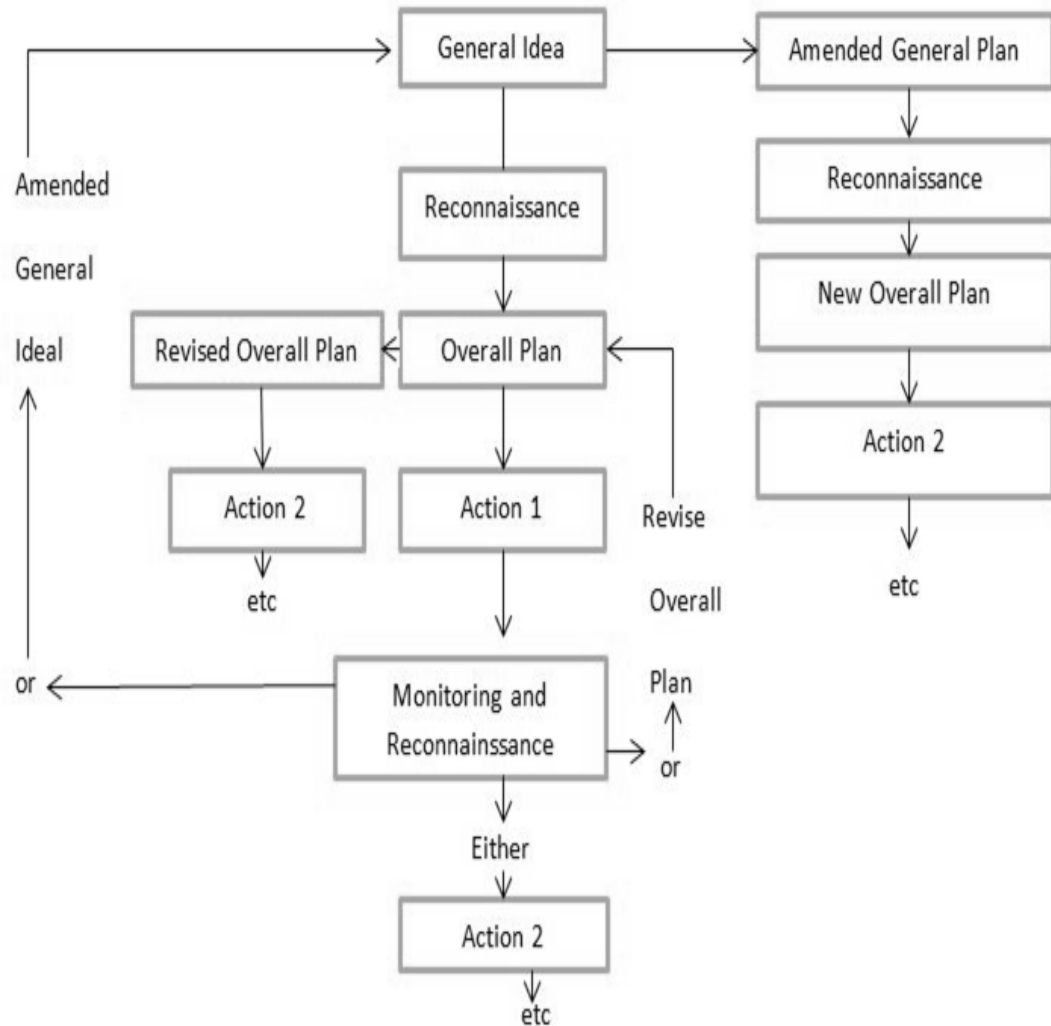 General Idea
Amended General Plan
Reconnaissance
Amended
Reconnaissance
General
New Overall Plan
Ideal
Revised Overall Plan
Overall Plan
Action 2
Action 2
Action 1
Revise
etc
Overall
etc
or
Monitoring and
Reconnainssance
Plan
or
Either
Action 2
etc